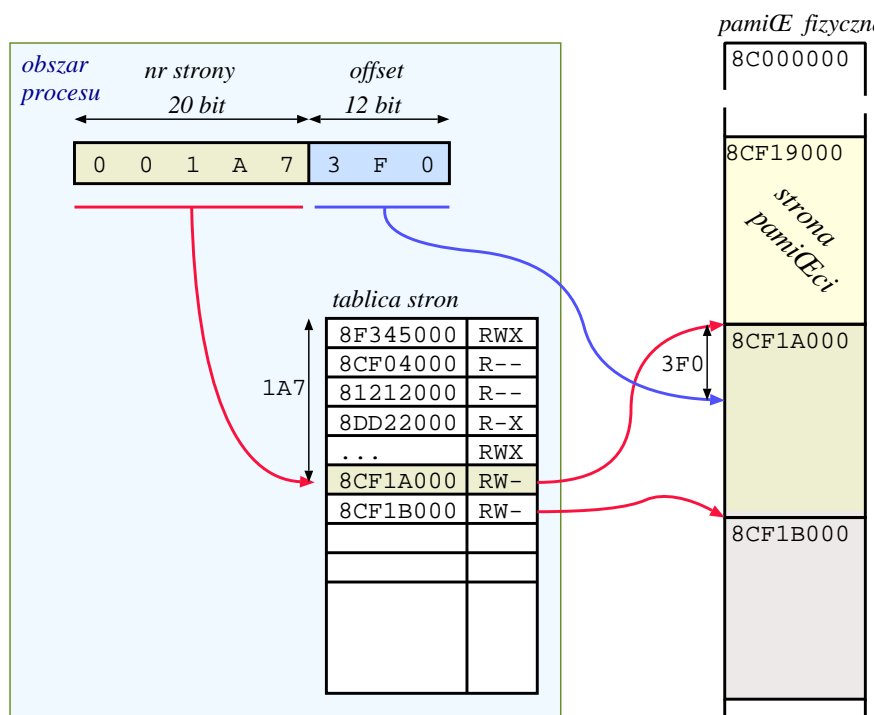 pamiŒ fizyczna
obszar
procesu
nr strony
20 bit
offset
12 bit
0 0 1 A 7 3 F 0
tablica stron
8F345000 RWX
8CF04000 R--
81212000 R--
8DD22000 R-X
... RWX
8CF1A000 RW-
8CF1B000 RW-
1A7
8C000000
8CF19000
strona
pamiŒci
8CF1A000
3F0
8CF1B000